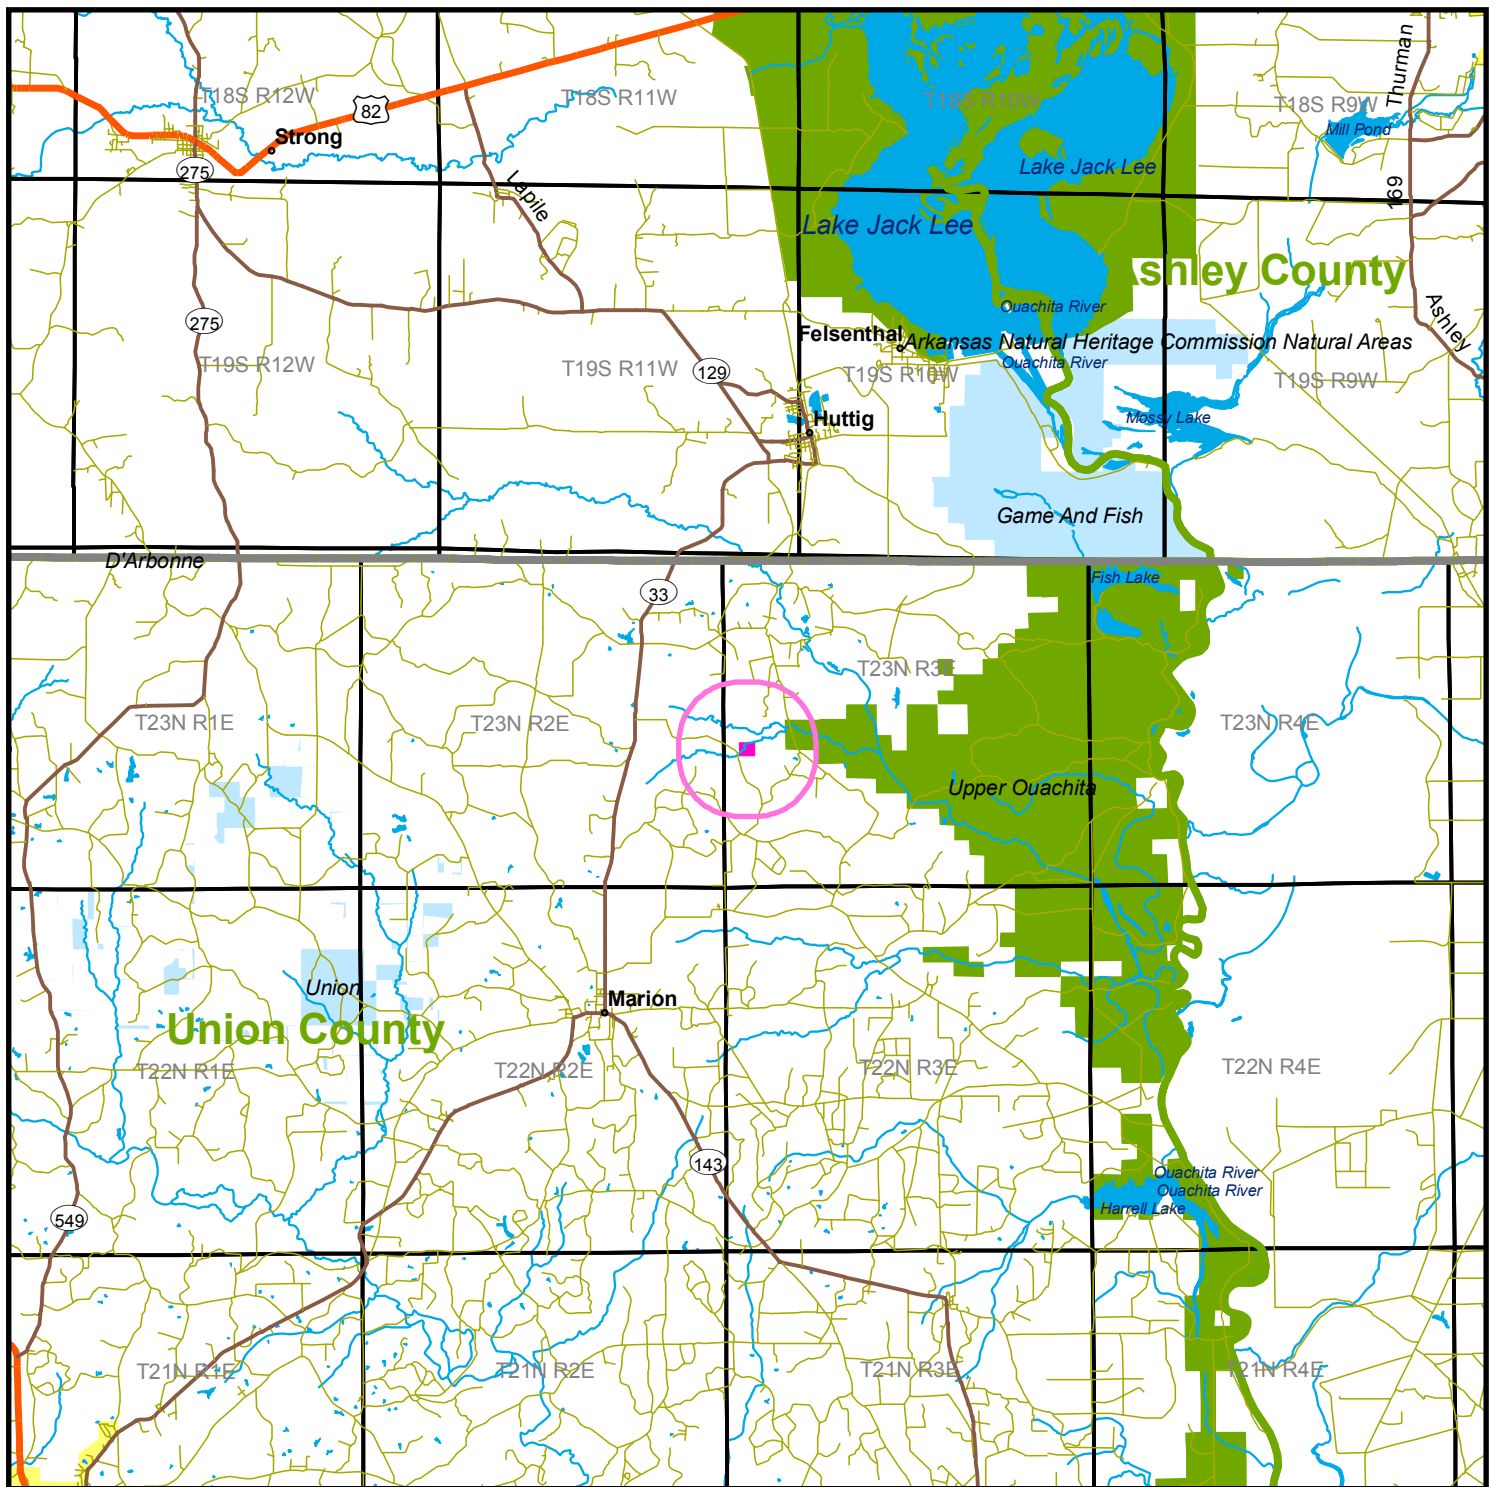 Thurman
T18S R12W
T18S R11W
T18S R10W
T18S R9W
82
Mill Pond
Strong
275
Lake Jack Lee
Lapile
169
Lake Jack Lee
shley County
Ouachita River
275
Ashley
Felsenthal
Arkansas Natural Heritage Commission Natural Areas
T19S R12W
T19S R11W
129
Ouachita River
T19S R10W
T19S R9W
Huttig
Mossy Lake
Game And Fish
D'Arbonne
Fish Lake
33
T23N R3E
T23N R1E
T23N R2E
T23N R4E
Upper Ouachita
Union
Marion
Union County
T22N R1E
T22N R2E
T22N R3E
T22N R4E
143
Ouachita River
Ouachita River
Harrell Lake
549
T21N R1E
T21N R2E
T21N R3E
T21N R4E